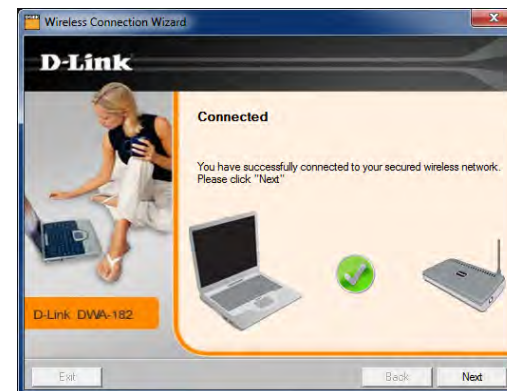 Wireless Connection Wizard
D-Link
Connected
You have successfully connected to your secured wireless network.
Please click "Next"
D-Link DWA-182
Exit
Back
Next